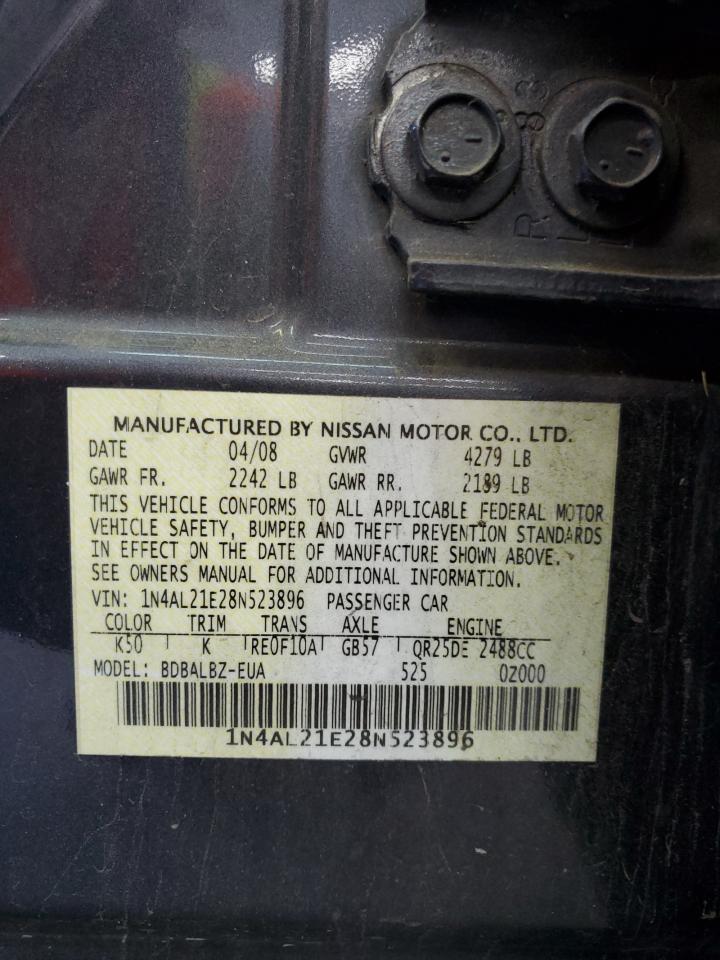 83
R
L
MANUFACTURED BY NISSAN MOTOR CO., LTD.
DATE 04/08 GVWR 4279 LB
GAWR FR. 2242 LB GAWR RR. 2189 LB
THIS VEHICLE CONFORMS TO ALL APPLICABLE FEDERAL MOTOR
VEHICLE SAFETY, BUMPER AND THEFT PREVENTION STANDARDS
IN EFFECT ON THE DATE OF MANUFACTURE SHOWN ABOVE.
SEE OWNERS MANUAL FOR ADDITIONAL INFORMATION.
VIN: 1N4AL21E28N523896 PASSENGER CAR
COLOR TRIM TRANS AXLE ENGINE
K50 K RE0F10A GB57 QR25DE 2488CC
MODEL: BDBALBZ-EUA 525 0Z000
1N4AL21E28N523896